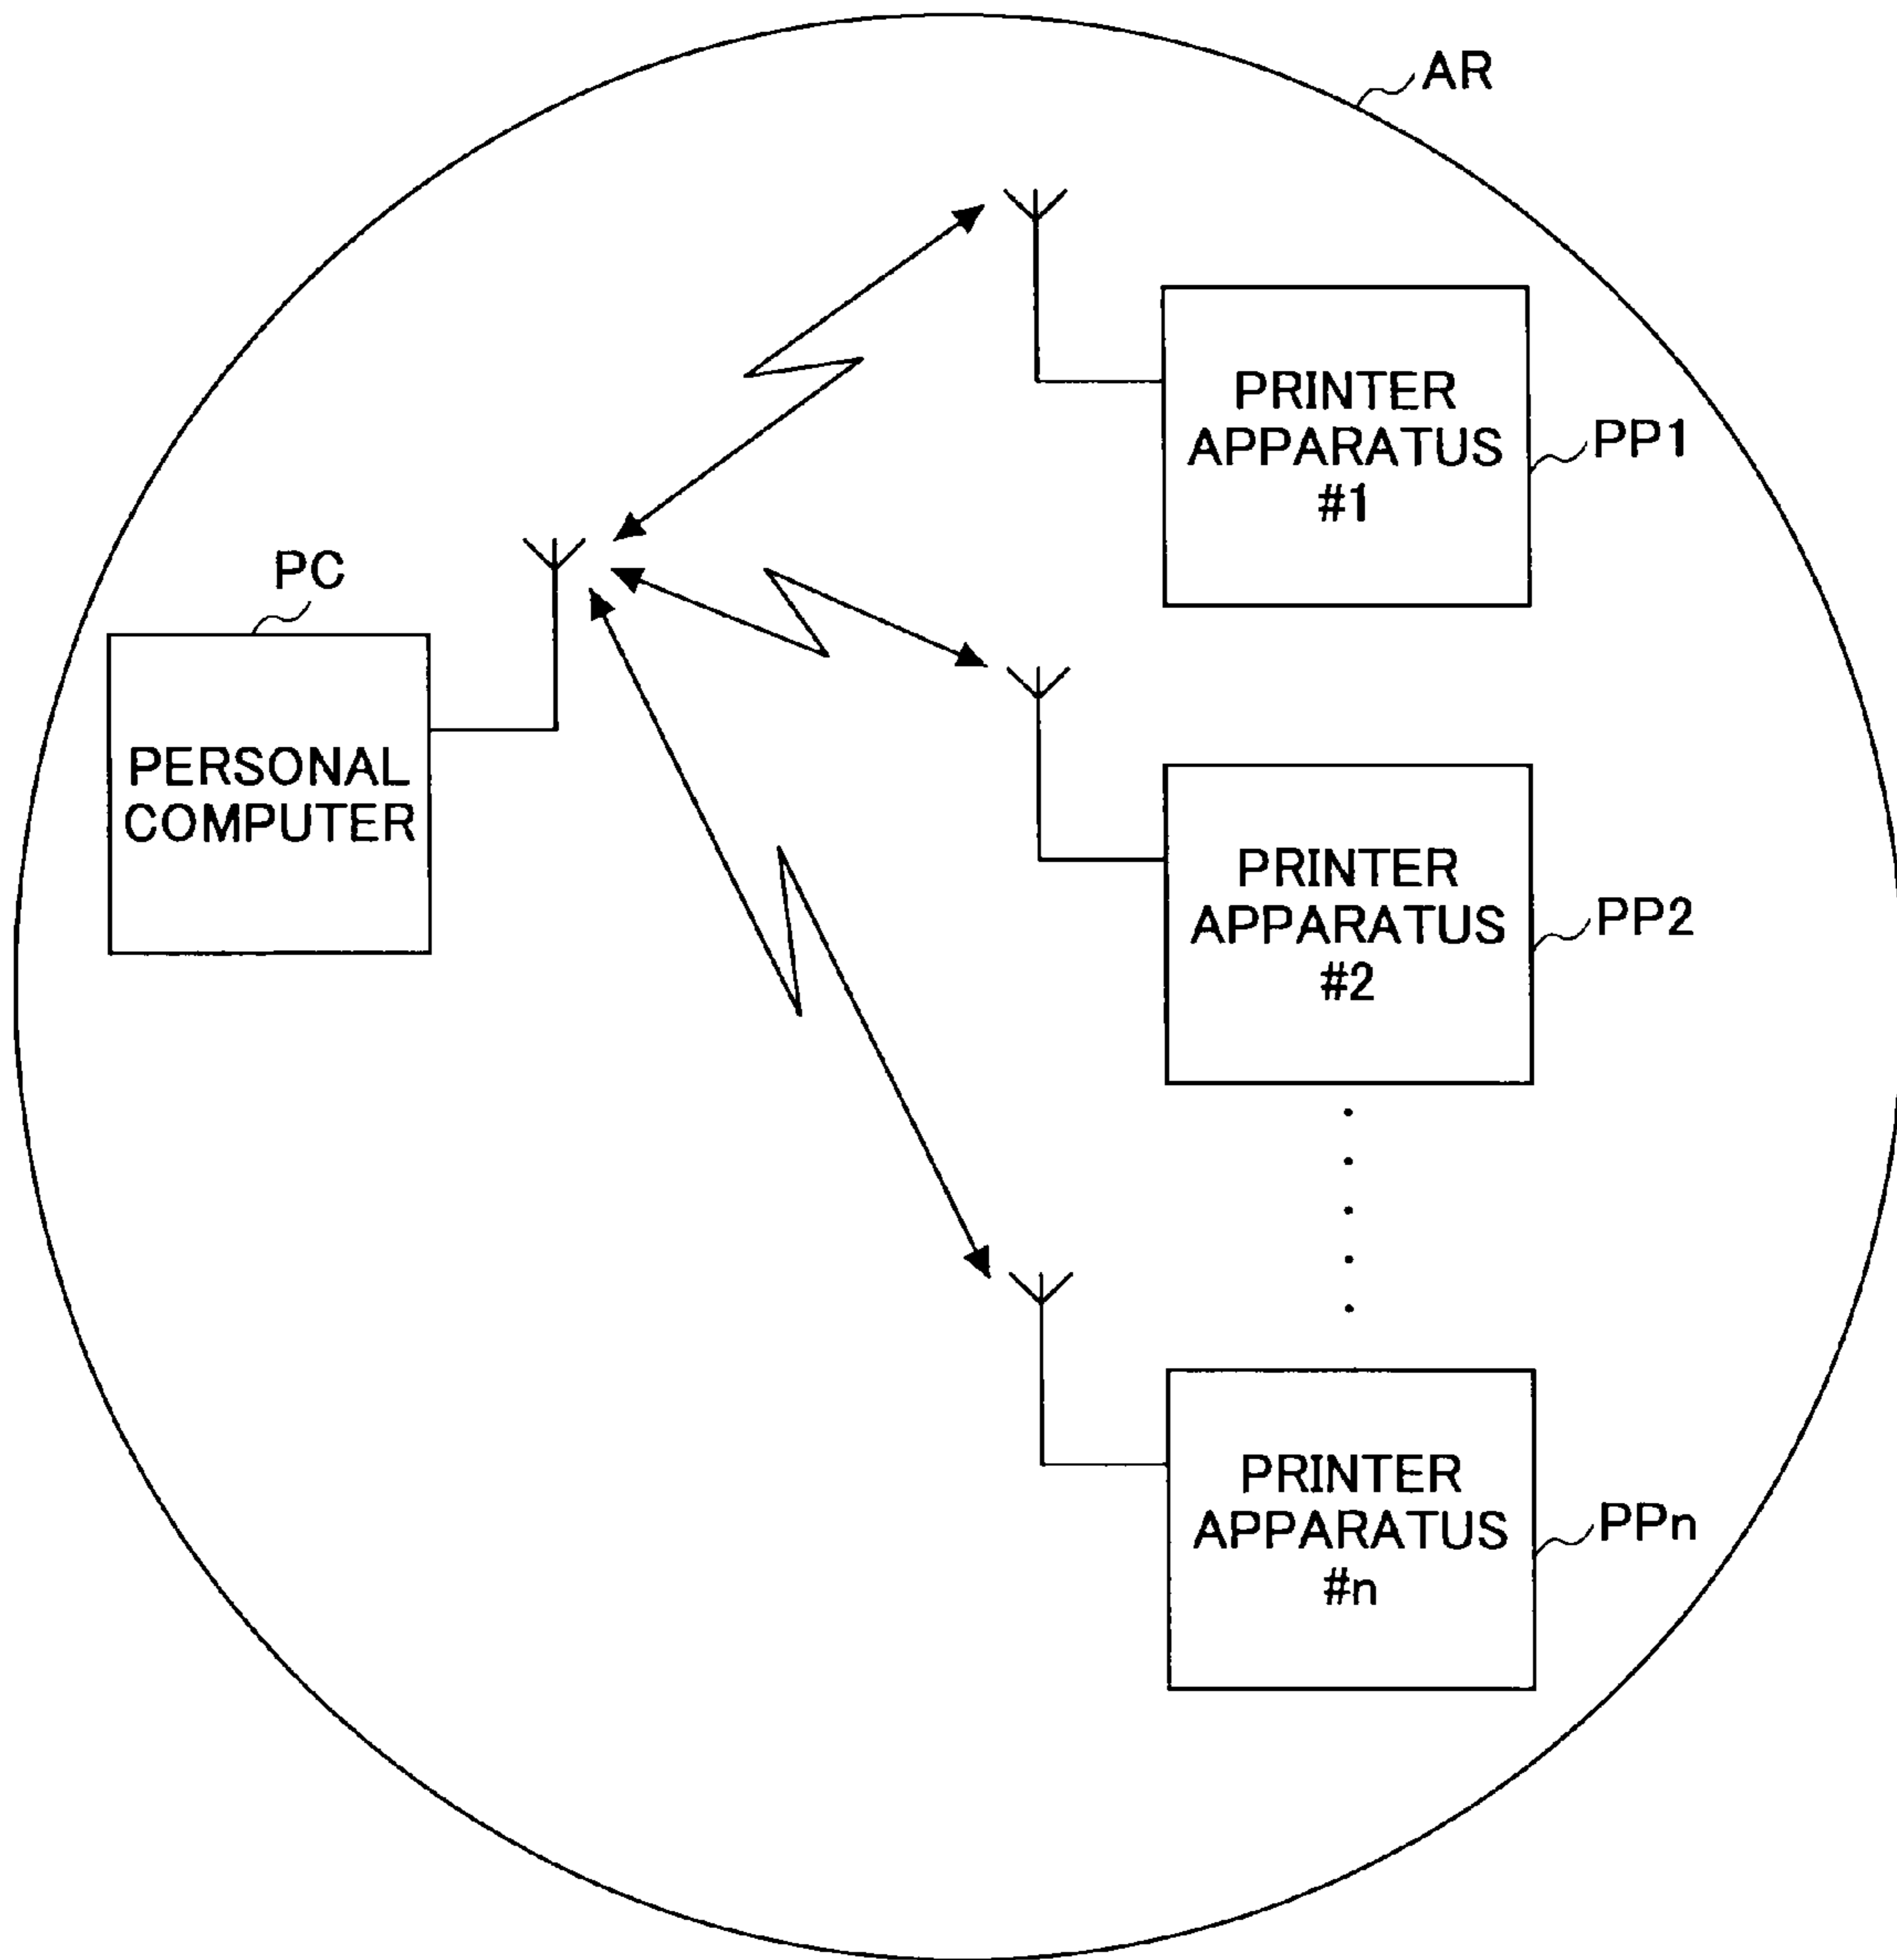 AR
PRINTER
APPARATUS
#1
PP1
PC
PERSONAL
COMPUTER
PRINTER
APPARATUS
#2
PP2
PRINTER
APPARATUS
#n
PPn